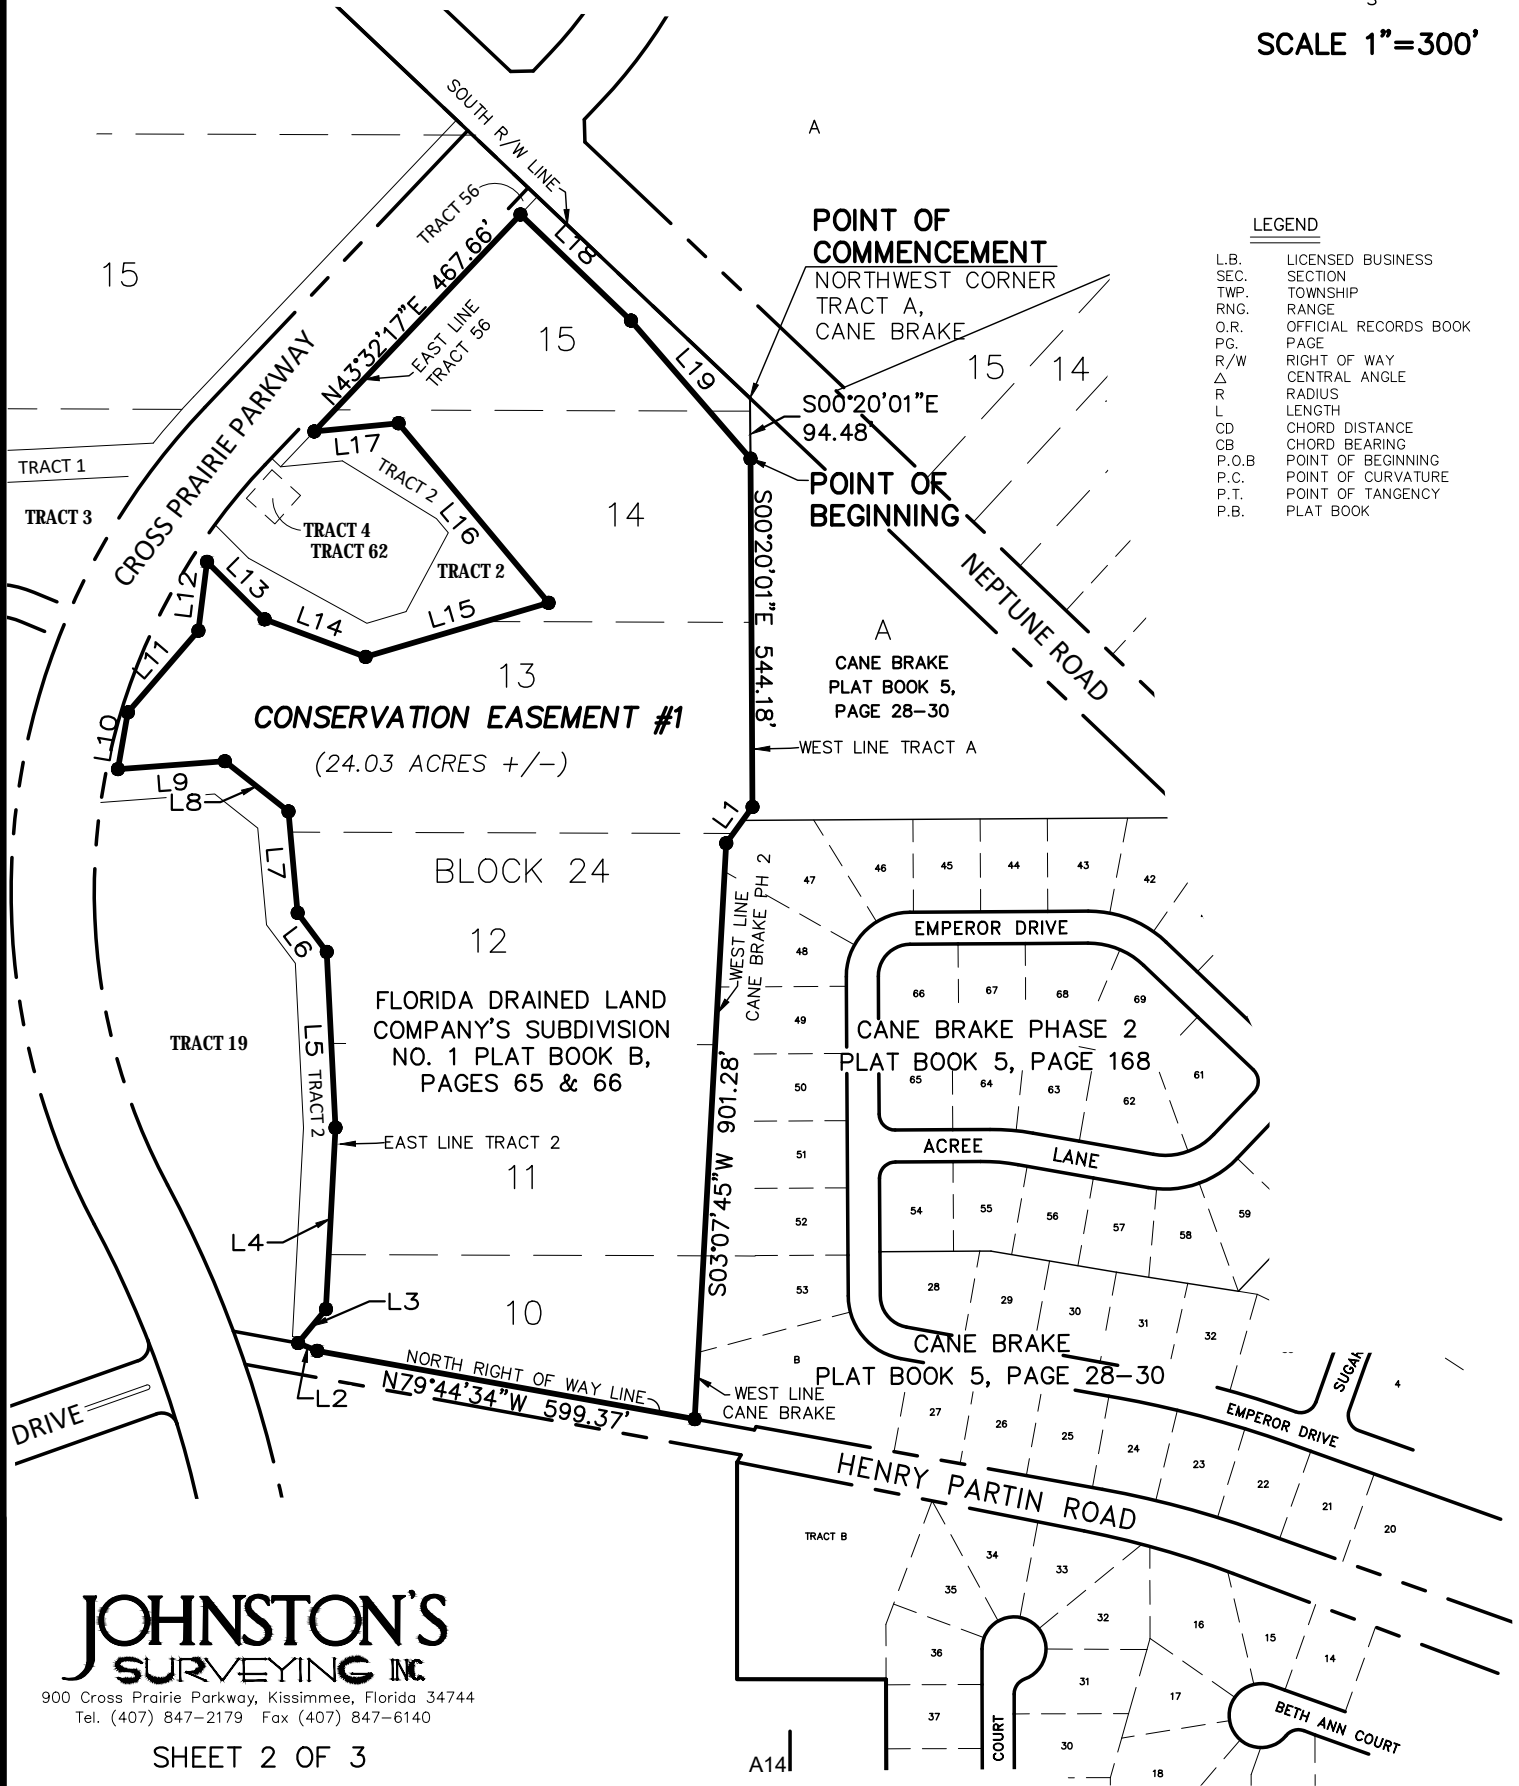 S
SCALE 1"=300'
SOUTH R/W LINE
A
TRACT 56
L18
POINT OF
COMMENCEMENT
NORTHWEST CORNER
TRACT A,
CANE BRAKE
LEGEND
L.B. LICENSED BUSINESS
SEC. SECTION
TWP. TOWNSHIP
RNG. RANGE
O.R. OFFICIAL RECORDS BOOK
PG. PAGE
R/W RIGHT OF WAY
△ CENTRAL ANGLE
R RADIUS
L LENGTH
CD CHORD DISTANCE
CB CHORD BEARING
P.O.B POINT OF BEGINNING
P.C. POINT OF CURVATURE
P.T. POINT OF TANGENCY
P.B. PLAT BOOK
15
N43°32'17"E 467.66'
EAST LINE
TRACT 56
15
L19
15
14
S00°20'01"E
94.48'
CROSS PRAIRIE PARKWAY
L17
TRACT 1
TRACT 2
L16
POINT OF
BEGINNING
TRACT 3
TRACT 4
TRACT 62
14
TRACT 2
S00°20'01"E 544.18'
NEPTUNE ROAD
L12
L13
L14
L15
L11
A
CANE BRAKE
PLAT BOOK 5,
PAGE 28-30
13
CONSERVATION EASEMENT #1
(24.03 ACRES +/-)
L10
WEST LINE TRACT A
L9
L8
L1
L7
BLOCK 24
WEST LINE
CANE BRAKE PH 2
47
46
45
44
43
42
EMPEROR DRIVE
L6
12
48
66
67
68
69
FLORIDA DRAINED LAND
COMPANY'S SUBDIVISION
NO. 1 PLAT BOOK B,
PAGES 65 & 66
49
CANE BRAKE PHASE 2
PLAT BOOK 5, PAGE 168
TRACT 19
L5
TRACT 2
50
65
64
63
62
61
S03°07'45"W 901.28'
EAST LINE TRACT 2
51
ACREE LANE
11
52
54
55
56
57
58
59
L4
53
28
29
30
31
32
L3
10
CANE BRAKE
PLAT BOOK 5, PAGE 28-30
B
NORTH RIGHT OF WAY LINE
N79°44'34"W 599.37'
L2
WEST LINE
CANE BRAKE
SUGAR
4
DRIVE
27
26
25
24
23
22
21
20
EMPEROR DRIVE
HENRY PARTIN ROAD
TRACT B
34
33
35
32
36
31
37
30
16
15
14
17
18
COURT
BETH ANN COURT
JOHNSTON'S
SURVEYING INC.
900 Cross Prairie Parkway, Kissimmee, Florida 34744
Tel. (407) 847-2179 Fax (407) 847-6140
SHEET 2 OF 3
A14